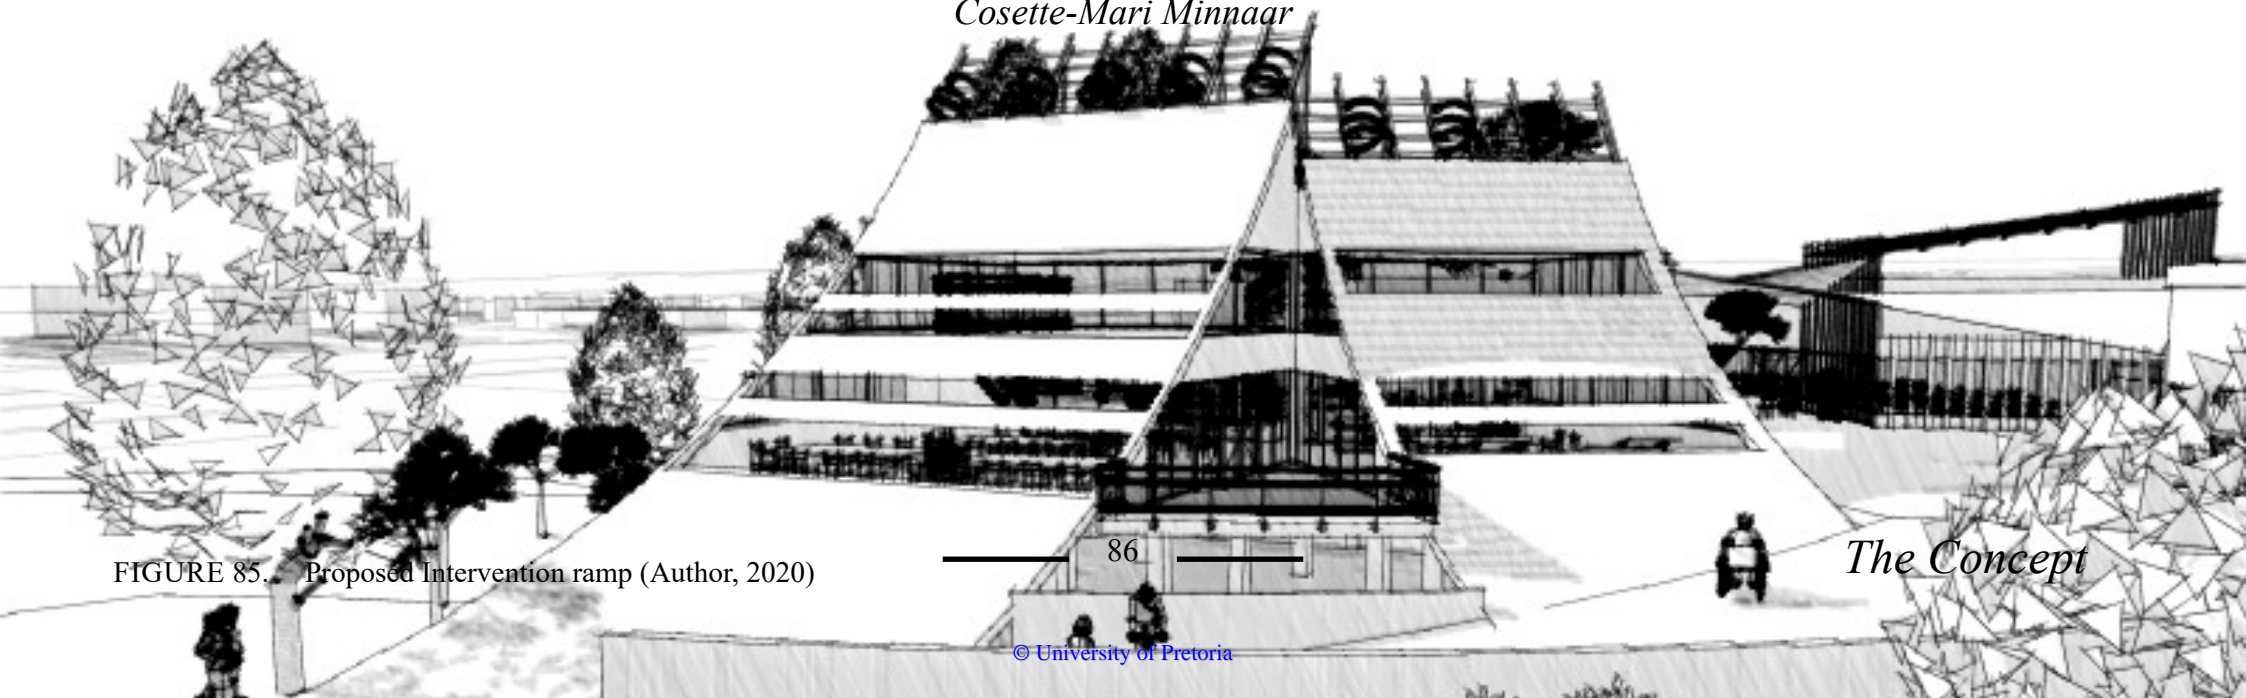 Cosette-Mari Minnaar
86
FIGURE 85. Proposed Intervention ramp (Author, 2020)
The Concept
© University of Pretoria